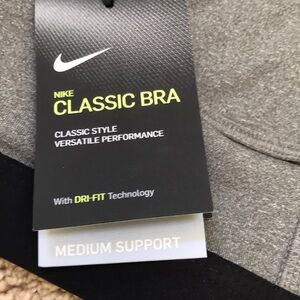 NIKE
CLASSIC BRA
CLASSIC STYLE
VERSATILE PERFORMANCE
With DRI-FIT Technology
MEDIUM SUPPORT